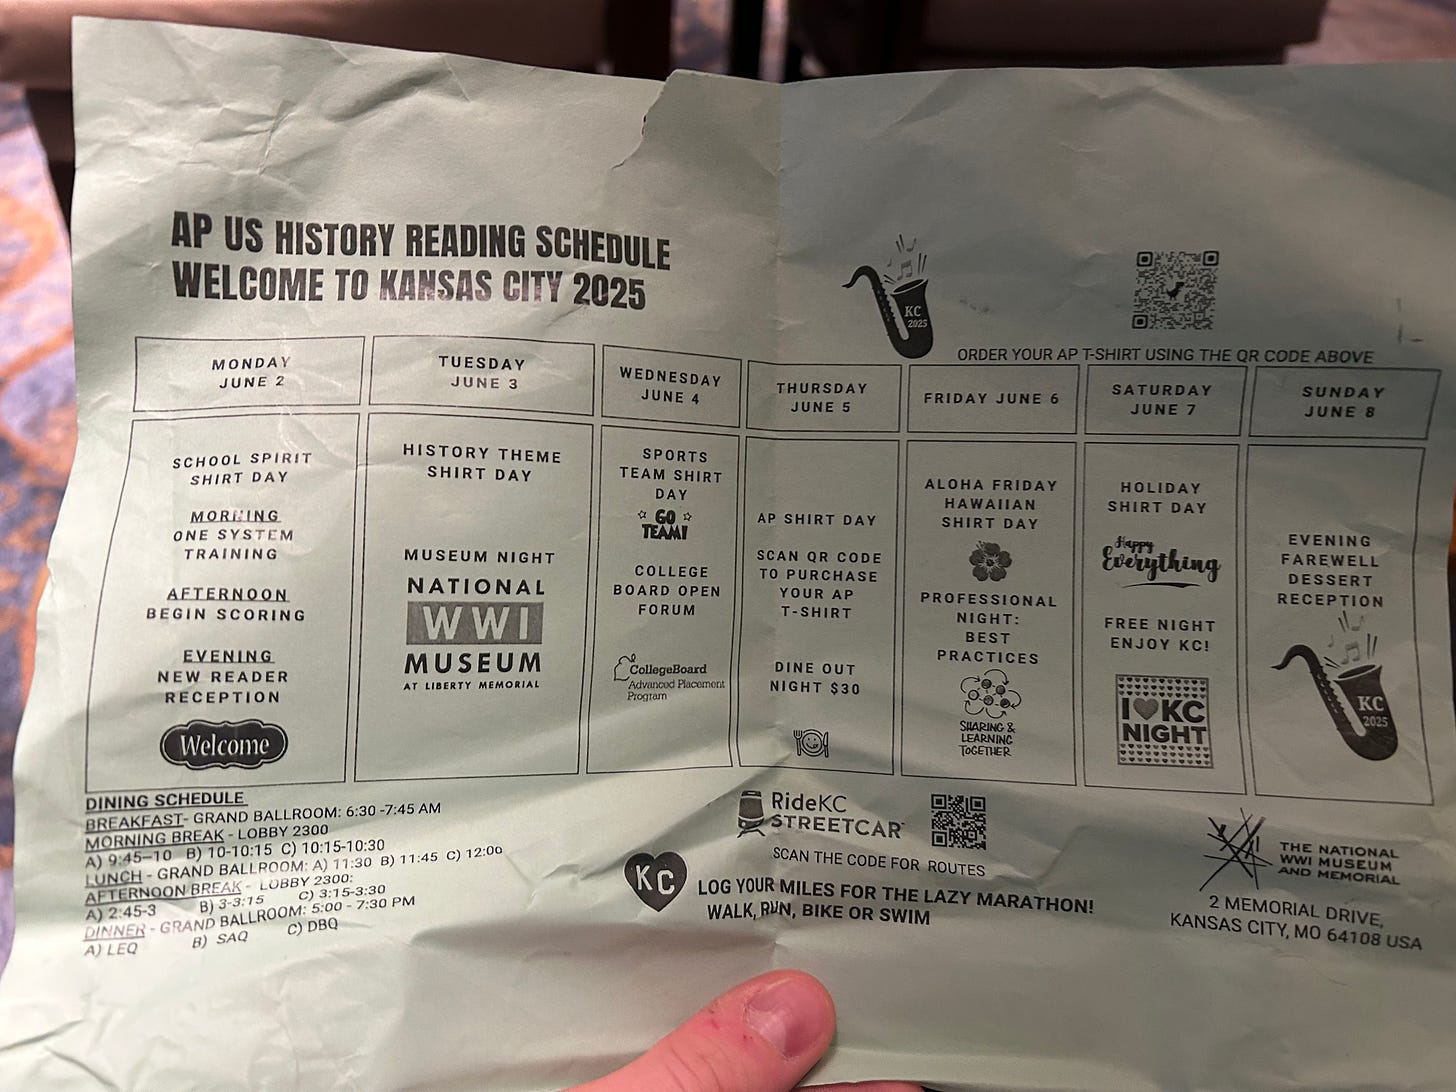 AP US HISTORY READING SCHEDULE
WELCOME TO KANSAS CITY 2025
KC
2025
ORDER YOUR AP T-SHIRT USING THE QR CODE ABOVE
MONDAY
JUNE 2
SCHOOL SPIRIT
SHIRT DAY
MORNING
ONE SYSTEM
TRAINING
AFTERNOON
BEGIN SCORING
EVENING
NEW READER
RECEPTION
Welcome
TUESDAY
JUNE 3
HISTORY THEME
SHIRT DAY
MUSEUM NIGHT
NATIONAL
WWI
MUSEUM
AT LIBERTY MEMORIAL
WEDNESDAY
JUNE 4
SPORTS
TEAM SHIRT
DAY
GO
TEAM!
COLLEGE
BOARD OPEN
FORUM
CollegeBoard
Advanced Placement
Program
THURSDAY
JUNE 5
AP SHIRT DAY
SCAN QR CODE
TO PURCHASE
YOUR AP
T-SHIRT
DINE OUT
NIGHT $30
FRIDAY JUNE 6
ALOHA FRIDAY
HAWAIIAN
SHIRT DAY
PROFESSIONAL
NIGHT:
BEST
PRACTICES
SHARING &
LEARNING
TOGETHER
SATURDAY
JUNE 7
HOLIDAY
SHIRT DAY
Happy
Everything
FREE NIGHT
ENJOY KC!
I ♥ KC
NIGHT
SUNDAY
JUNE 8
EVENING
FAREWELL
DESSERT
RECEPTION
KC
2025
DINING SCHEDULE
BREAKFAST- GRAND BALLROOM: 6:30 -7:45 AM
MORNING BREAK - LOBBY 2300
A) 9:45–10 B) 10-10:15 C) 10:15-10:30
LUNCH - GRAND BALLROOM: A) 11:30 B) 11:45 C) 12:00
AFTERNOON BREAK - LOBBY 2300:
A) 2:45-3 B) 3-3:15 C) 3:15-3:30
DINNER - GRAND BALLROOM: 5:00 - 7:30 PM
A) LEQ B) SAQ C) DBQ
RideKC
STREETCAR
SCAN THE CODE FOR ROUTES
KC
LOG YOUR MILES FOR THE LAZY MARATHON!
WALK, RUN, BIKE OR SWIM
THE NATIONAL
WWI MUSEUM
AND MEMORIAL
2 MEMORIAL DRIVE,
KANSAS CITY, MO 64108 USA